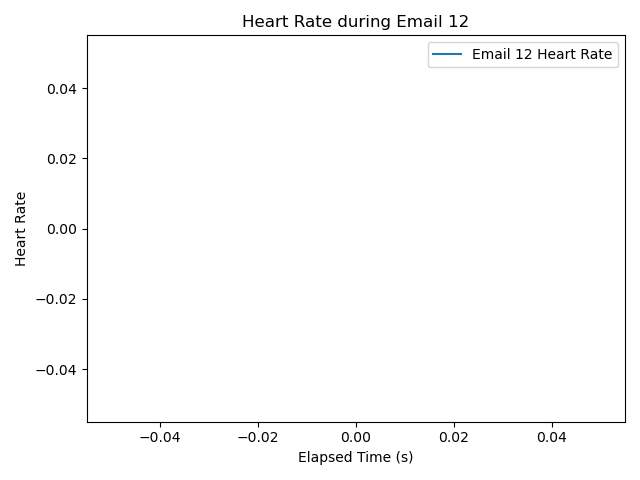 Heart Rate during Email 12
Email 12 Heart Rate
0.04
0.02
0.00
−0.02
−0.04
Heart Rate
−0.04 −0.02 0.00 0.02 0.04
Elapsed Time (s)